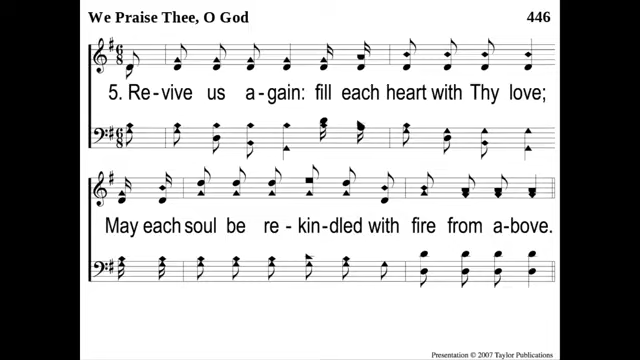 We Praise Thee, O God 446
5. Re-vive us a-gain: fill each heart with Thy love;
May each soul be re-kin-dled with fire from a-bove.
Presentation © 2007 Taylor Publications